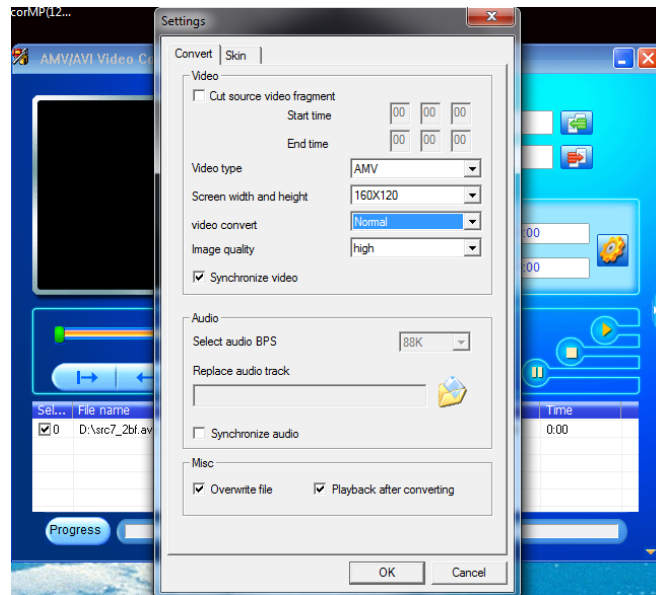 corMP(12...
Settings
AMV/AVI Video Co
Convert
Skin
Video
Cut source video fragment
Start time
00 00 00
End time
00 00 00
Video type
AMV
Screen width and height
160X120
video convert
Normal
Image quality
high
Synchronize video
:00
:00
Audio
Select audio BPS
88K
Replace audio track
Synchronize audio
Sel... File name
Time
0 D:\src7_2bf.av
0:00
Misc
Overwrite file
Playback after converting
Progress
OK
Cancel